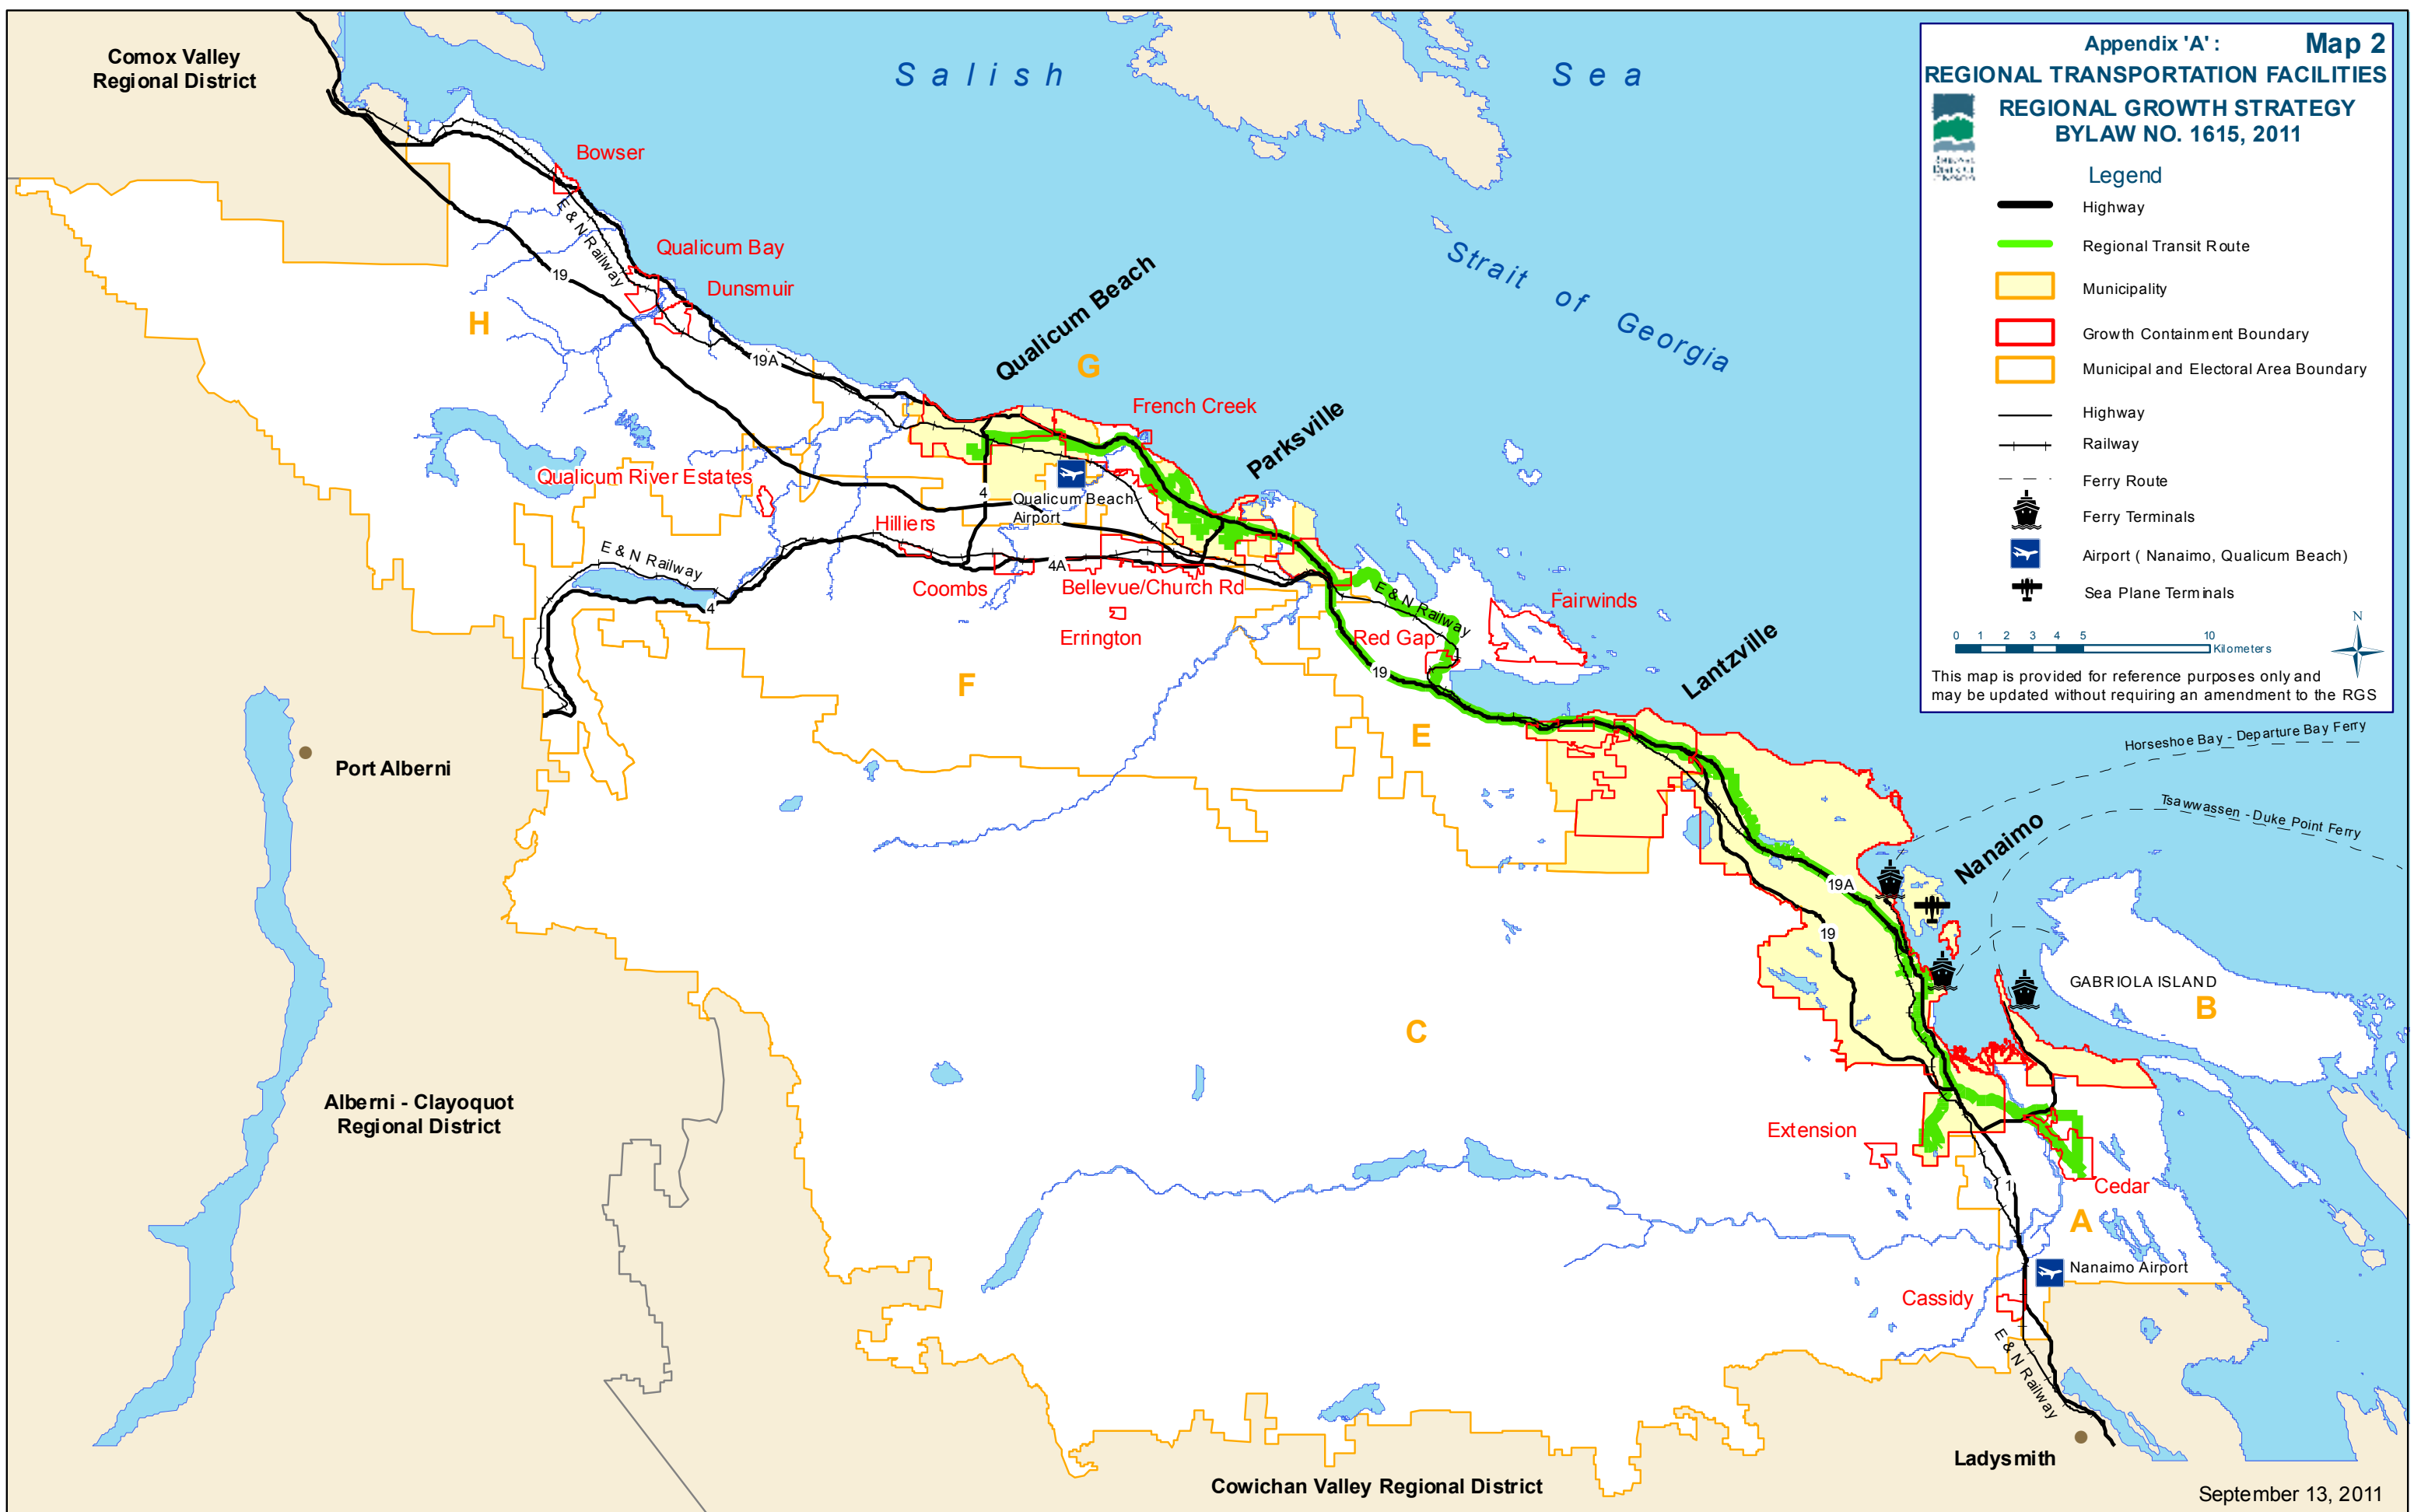 Comox Valley
Regional District
Salish Sea
Appendix 'A' :
Map 2
REGIONAL TRANSPORTATION FACILITIES
REGIONAL GROWTH STRATEGY
BYLAW NO. 1615, 2011
Legend
Highway
Regional Transit Route
Municipality
Growth Containment Boundary
Municipal and Electoral Area Boundary
Highway
Railway
Ferry Route
Ferry Terminals
Airport ( Nanaimo, Qualicum Beach)
Sea Plane Terminals
0 1 2 3 4 5 10
Kilometers
N
This map is provided for reference purposes only and
may be updated without requiring an amendment to the RGS
Bowser
E & N Railway
Qualicum Bay
Dunsmuir
19
H
19A
Strait of Georgia
Qualicum Beach
G
French Creek
Parksville
Qualicum River Estates
4
Qualicum Beach
Airport
Hilliers
E & N Railway
4
4A
Coombs
Bellevue/Church Rd
Errington
E & N Railway
Red Gap
Fairwinds
19
Lantzville
F
E
Port Alberni
Horseshoe Bay - Departure Bay Ferry
Tsawwassen - Duke Point Ferry
Nanaimo
19A
19
GABRIOLA ISLAND
B
C
Alberni - Clayoquot
Regional District
Extension
1
Cedar
A
Nanaimo Airport
Cassidy
E & N Railway
Ladysmith
Cowichan Valley Regional District
September 13, 2011